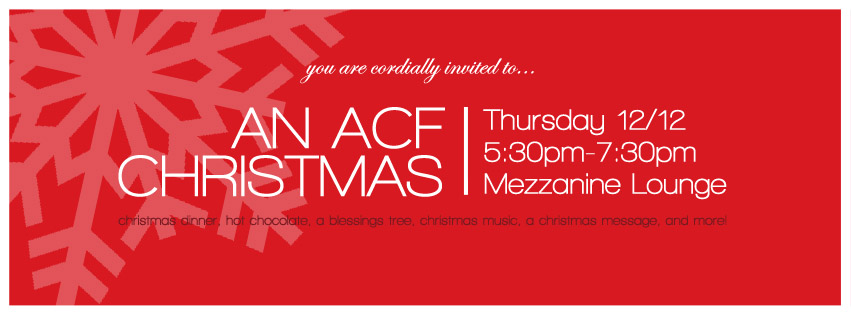 you are cordially invited to...
AN ACF
CHRISTMAS
Thursday 12/12
5:30pm-7:30pm
Mezzanine Lounge
christmas dinner, hot chocolate, a blessings tree, christmas music, a christmas message, and more!